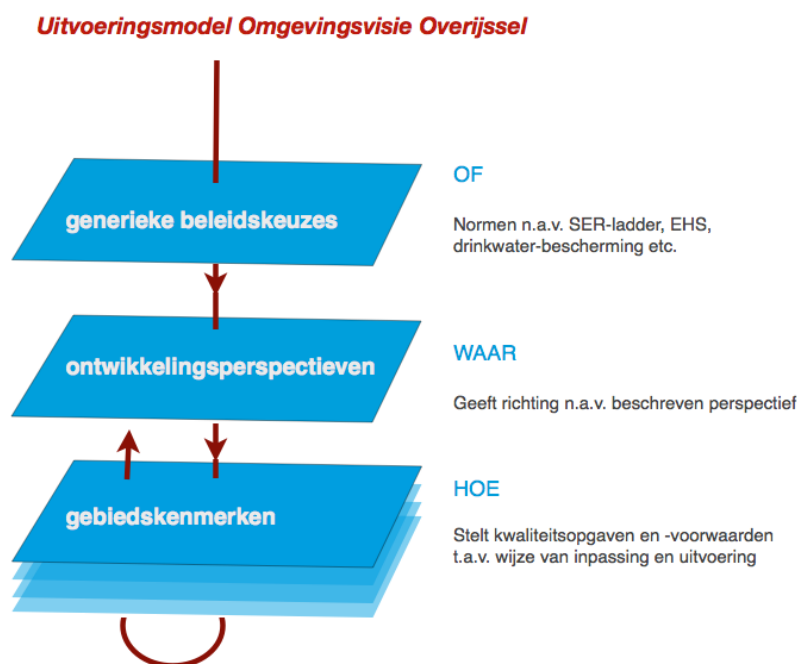 Uitvoeringsmodel Omgevingsvisie Overijssel
generieke beleidskeuzes
OF
Normen n.a.v. SER-ladder, EHS,
drinkwater-bescherming etc.
ontwikkelingsperspectieven
WAAR
Geeft richting n.a.v. beschreven perspectief
gebiedskenmerken
HOE
Stelt kwaliteitsopgaven en -voorwaarden
t.a.v. wijze van inpassing en uitvoering